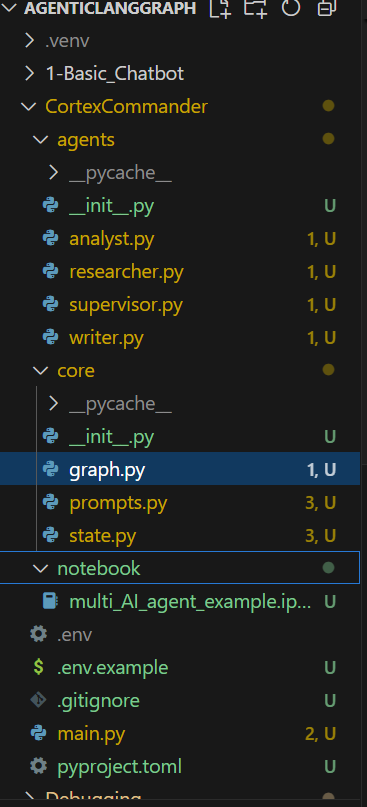 AGENTICLANGGRAPH
.venv
1-Basic_Chatbot
CortexCommander
agents
__pycache__
__init__.py U
analyst.py 1, U
researcher.py 1, U
supervisor.py 1, U
writer.py 1, U
core
__pycache__
__init__.py U
graph.py 1, U
prompts.py 3, U
state.py 3, U
notebook
multi_AI_agent_example.ip... U
.env
$ .env.example U
.gitignore U
main.py 2, U
pyproject.toml U
Debugging